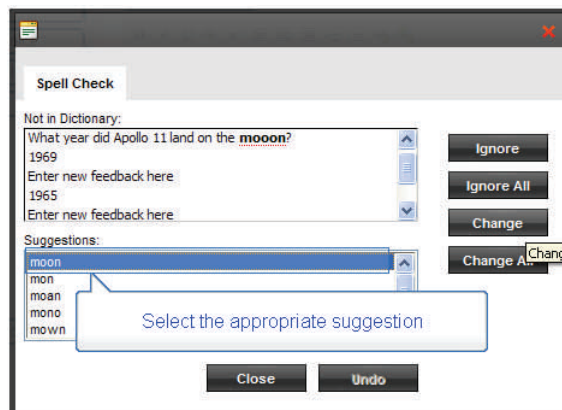 Spell Check
Not in Dictionary:
What year did Apollo 11 land on the mooon?
1969
Enter new feedback here
1965
Enter new feedback here
Ignore
Ignore All
Change
Change All
Suggestions:
moon
mon
moan
mono
mown
Select the appropriate suggestion
Close
Undo